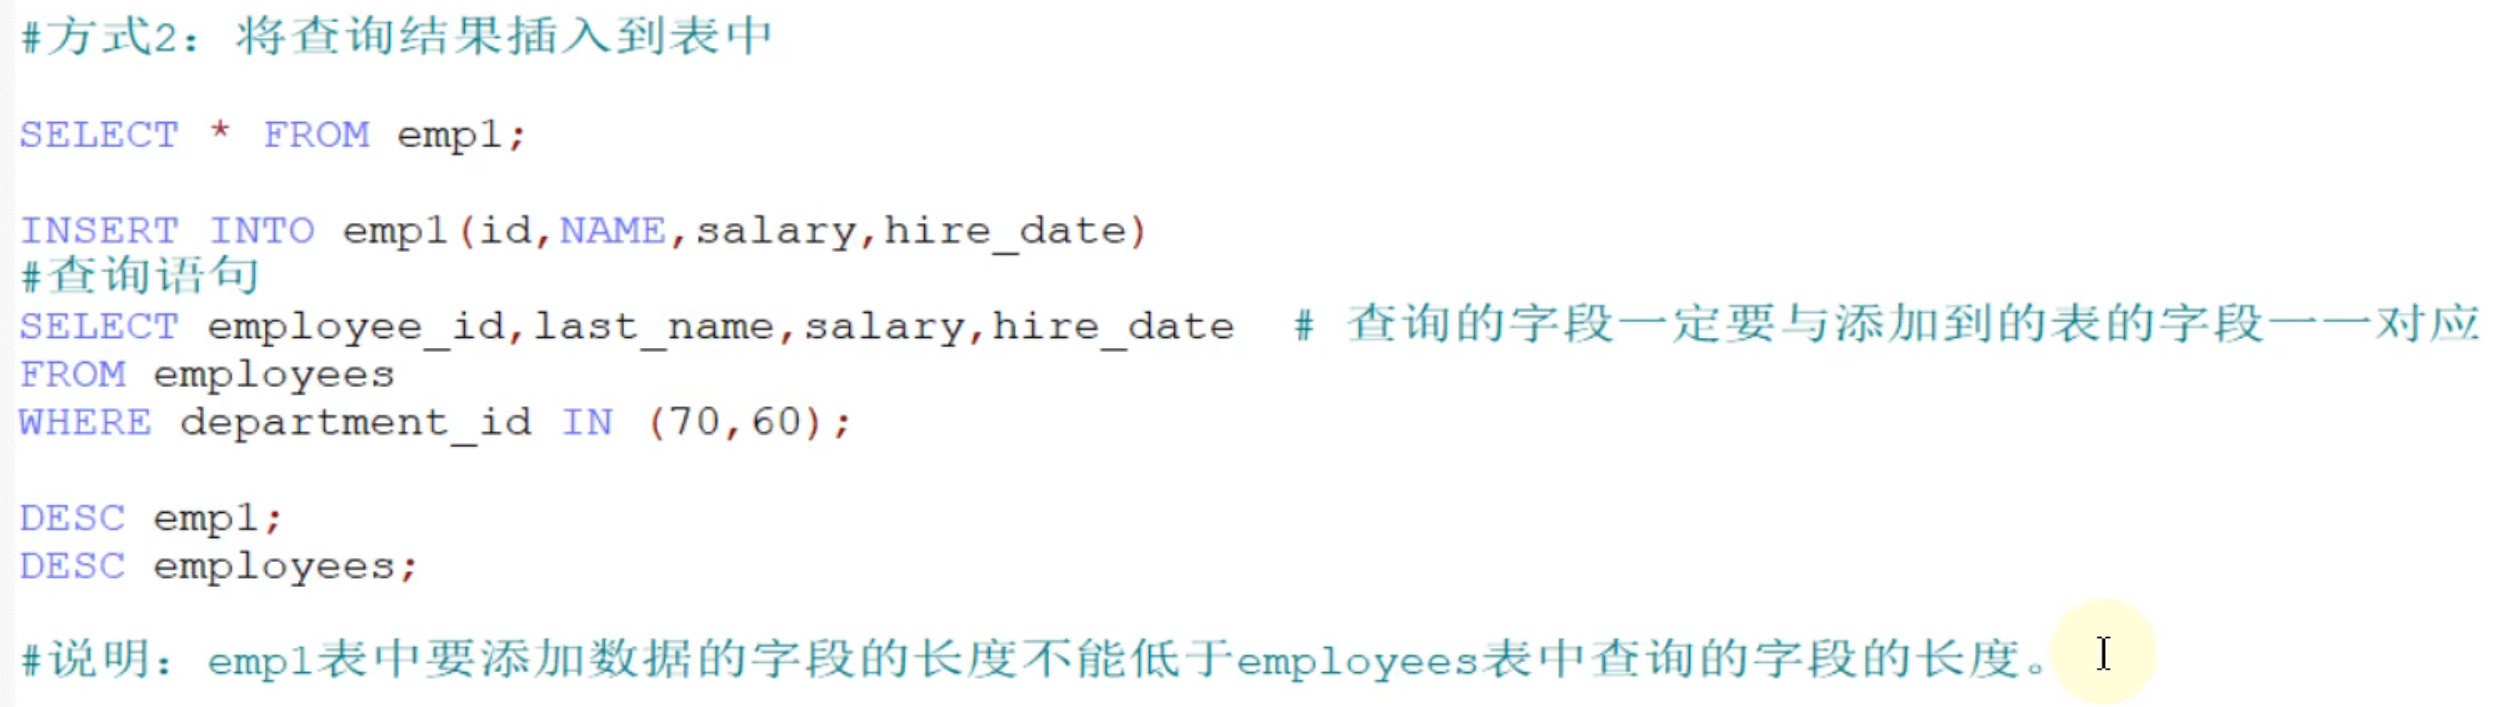 #方式2：将查询结果插入到表中
SELECT * FROM emp1;
INSERT INTO emp1(id,NAME,salary,hire_date)
#查询语句
SELECT employee_id,last_name,salary,hire_date  # 查询的字段一定要与添加到的表的字段一一对应
FROM employees
WHERE department_id IN (70,60);
DESC emp1;
DESC employees;
#说明：emp1表中要添加数据的字段的长度不能低于employees表中查询的字段的长度。